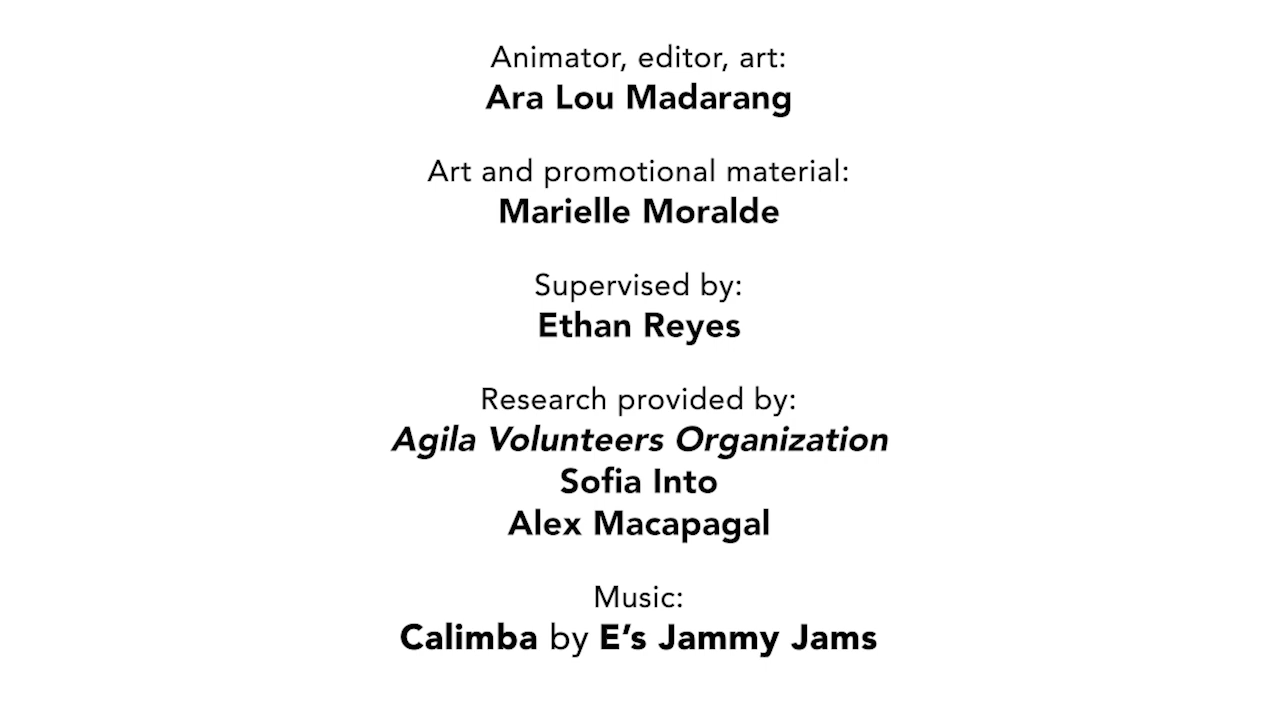 Animator, editor, art:
Ara Lou Madarang
Art and promotional material:
Marielle Moralde
Supervised by:
Ethan Reyes
Research provided by:
Agila Volunteers Organization
Sofia Into
Alex Macapagal
Music:
Calimba by E’s Jammy Jams